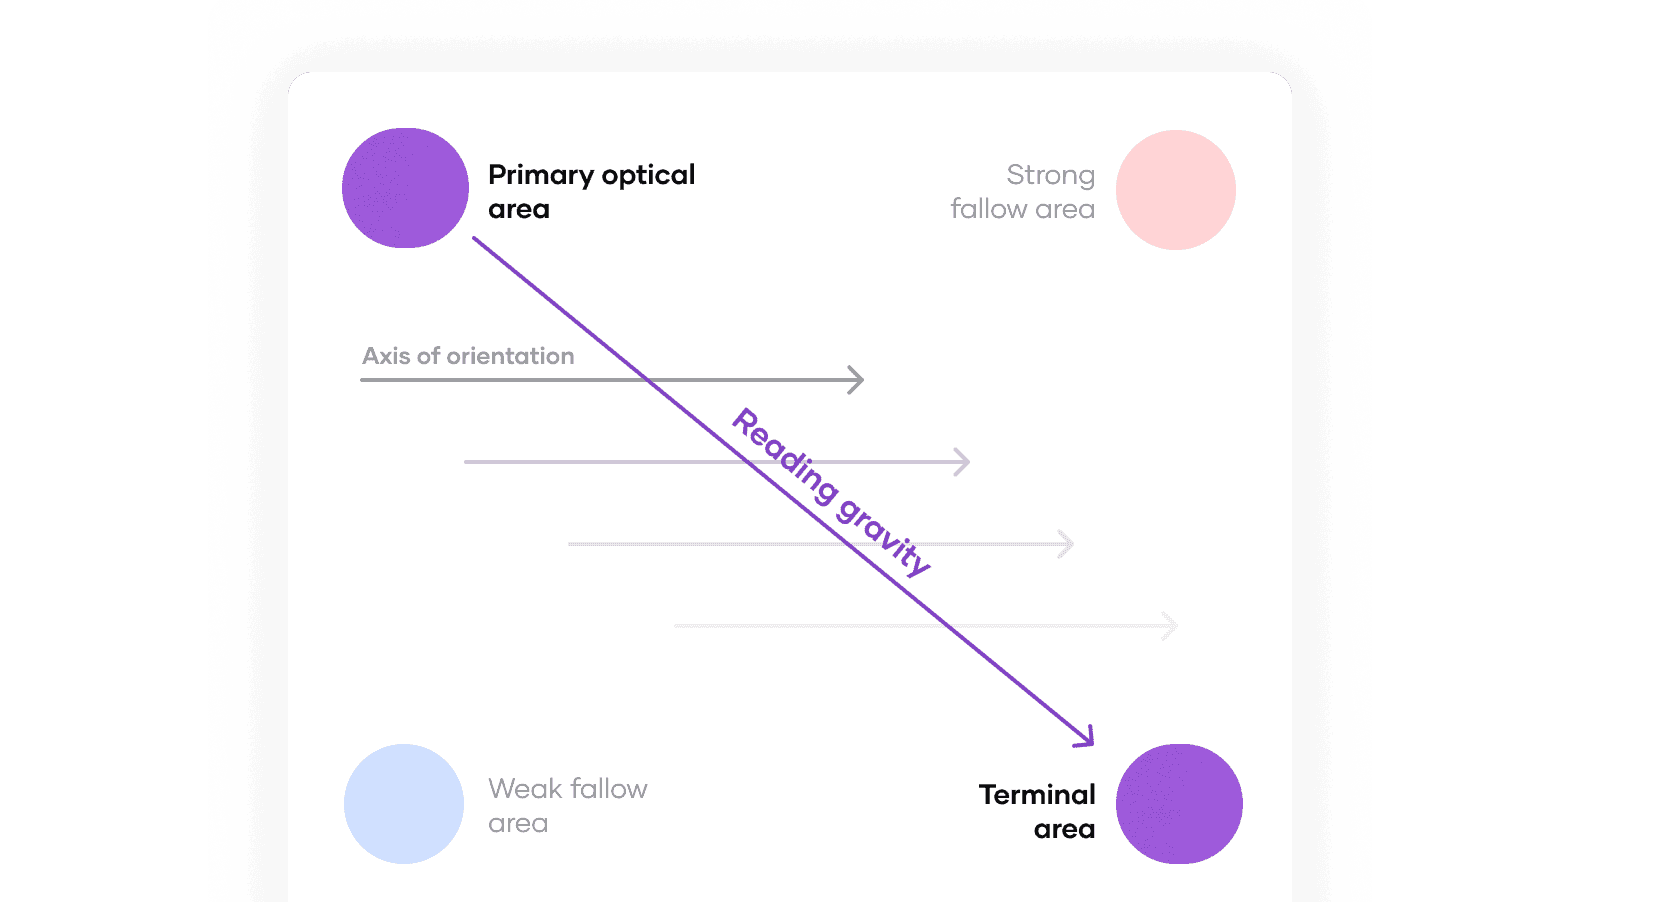 Primary optical
area
Strong
fallow area
Axis of orientation
Reading gravity
Weak fallow
area
Terminal
area